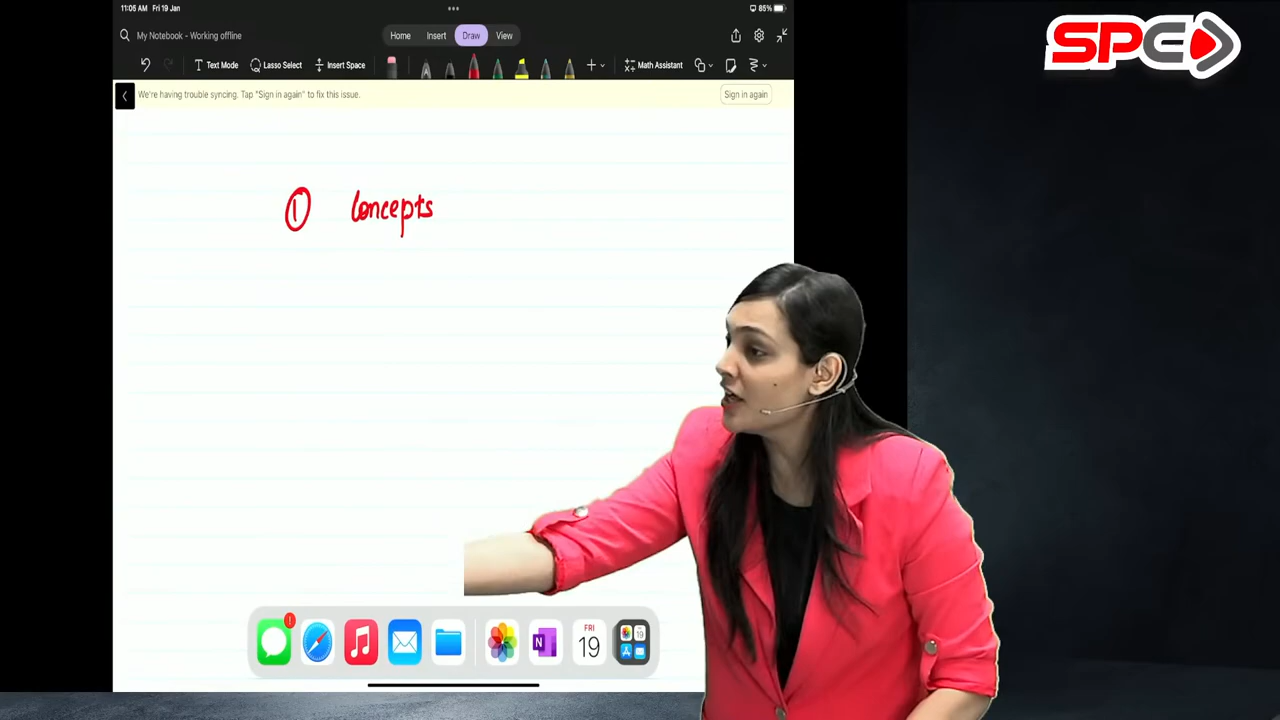 11:05 AM Fri 19 Jan
85%
My Notebook - Working offline
Home Insert Draw View
Text Mode Lasso Select Insert Space Math Assistant
We're having trouble syncing. Tap "Sign in again" to fix this issue.
Sign in again
① Concepts
FRI
19
N
!
SPE